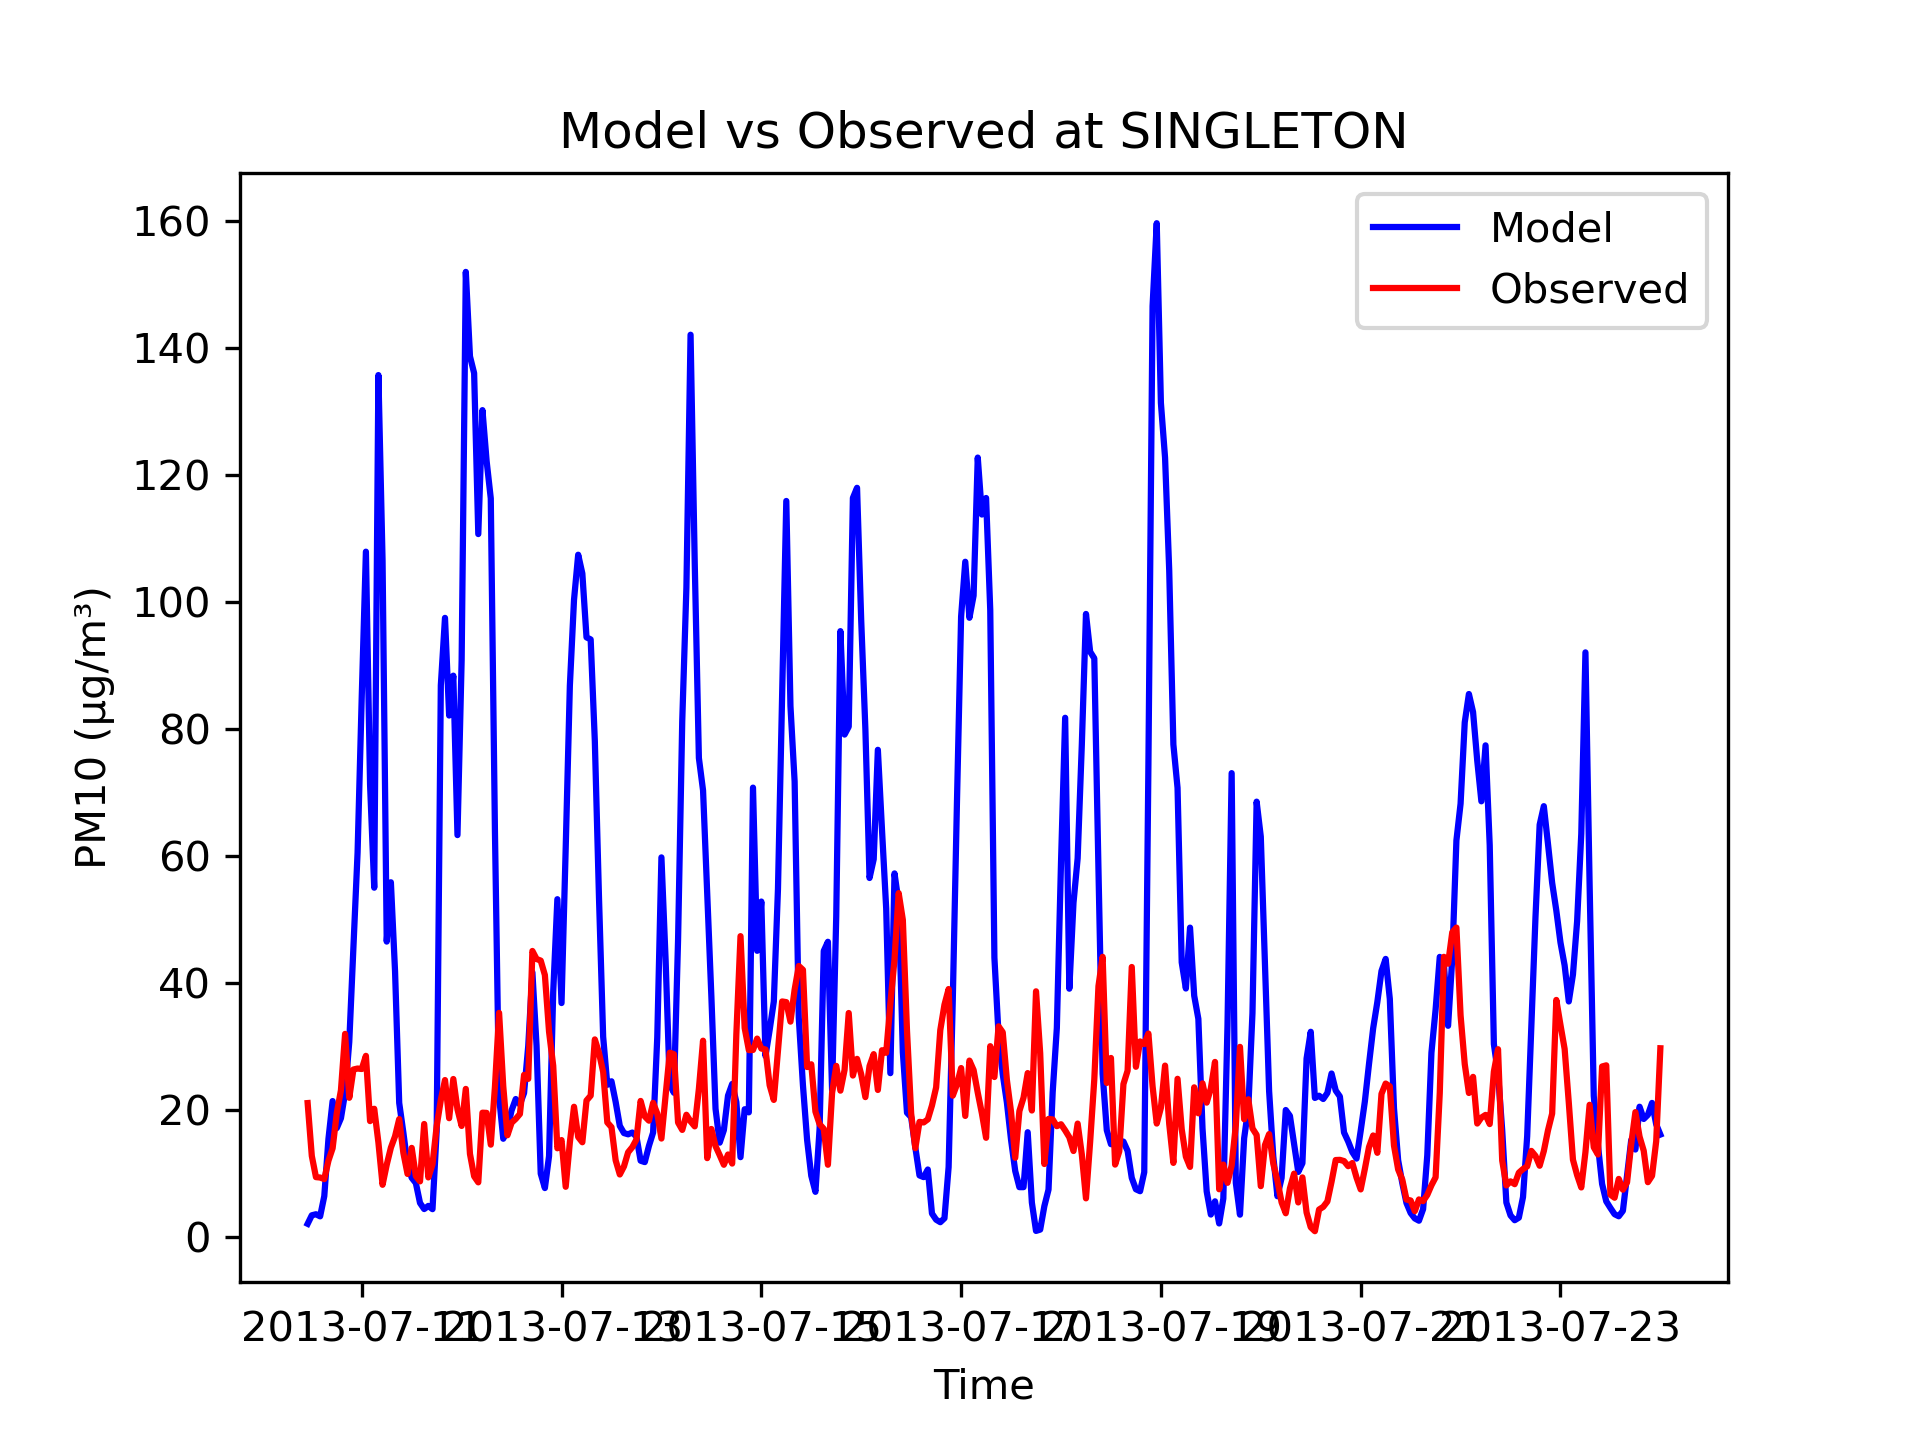 Model vs Observed at SINGLETON
Model
Observed
PM10 (μg/m³)
160
140
120
100
80
60
40
20
0
2013-07-11 2013-07-13 2013-07-15 2013-07-17 2013-07-19 2013-07-21 2013-07-23
Time